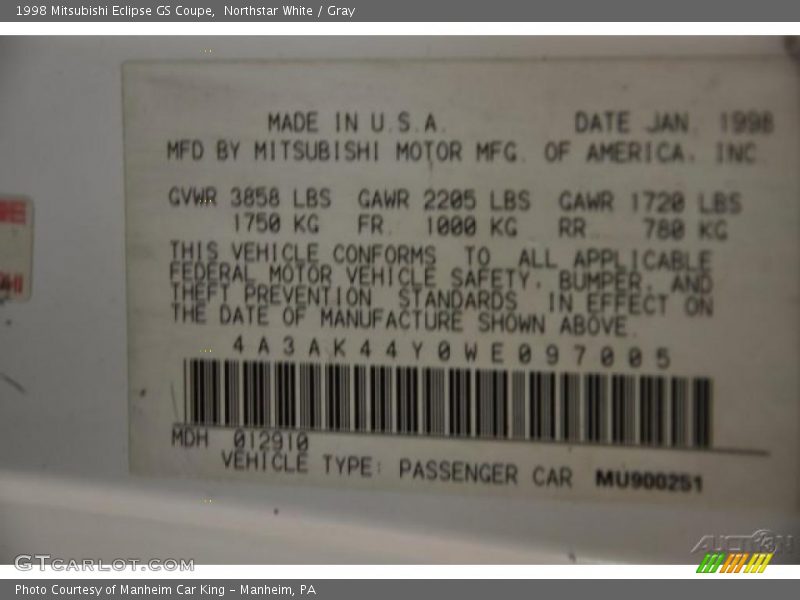 1998 Mitsubishi Eclipse GS Coupe, Northstar White / Gray
MADE IN U.S.A. DATE JAN. 1998
MFD BY MITSUBISHI MOTOR MFG. OF AMERICA. INC
GVWR 3858 LBS GAWR 2205 LBS GAWR 1720 LBS
1750 KG FR. 1000 KG RR. 780 KG
THIS VEHICLE CONFORMS TO ALL APPLICABLE
FEDERAL MOTOR VEHICLE SAFETY, BUMPER, AND
THEFT PREVENTION STANDARDS IN EFFECT ON
THE DATE OF MANUFACTURE SHOWN ABOVE.
4A3AK44Y0WE097005
MDH 012910
VEHICLE TYPE: PASSENGER CAR MU900251
GTCARLOT.COM
AUCTION
Photo Courtesy of Manheim Car King - Manheim, PA